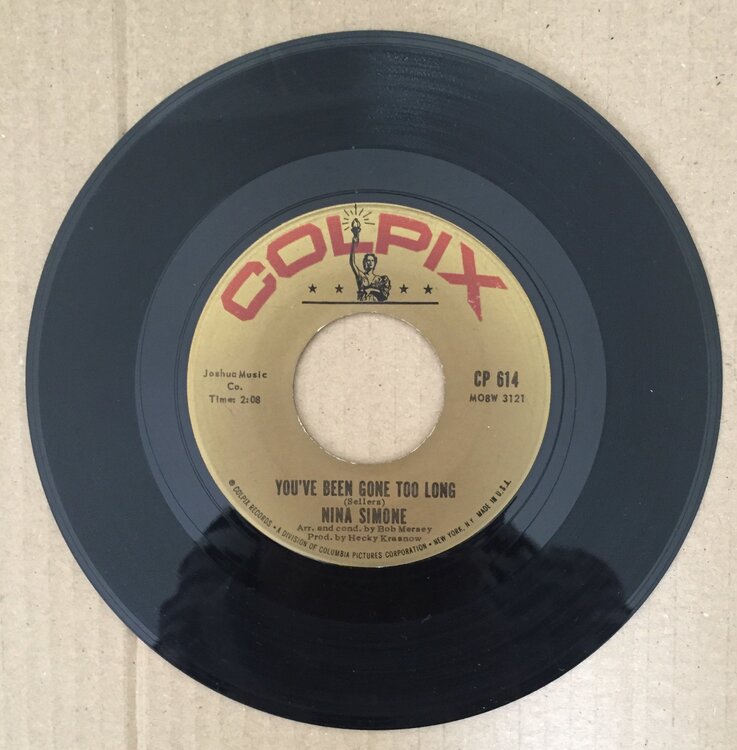 COLPIX
Joshua Music
Co.
Time: 2:08
CP 614
MOBW 3121
YOU'VE BEEN GONE TOO LONG
(Sellers)
NINA SIMONE
Arr. and cond. by Bob Mersey
Prod. by Hecky Krasnow
© COLPIX RECORDS • A DIVISION OF COLUMBIA PICTURES CORPORATION • NEW YORK, N.Y. MADE IN U.S.A.